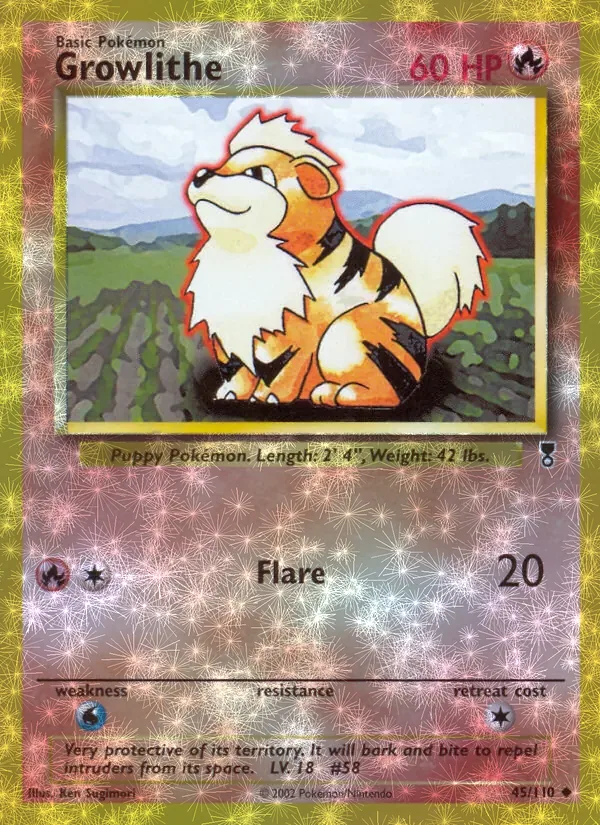 Basic Pokémon
Growlithe 60 HP
Puppy Pokémon. Length: 2' 4", Weight: 42 lbs.
Flare 20
weakness resistance retreat cost
Very protective of its territory. It will bark and bite to repel
intruders from its space. LV. 18 #58
Illus. Ken Sugimori © 2002 Pokémon/Nintendo 45/110